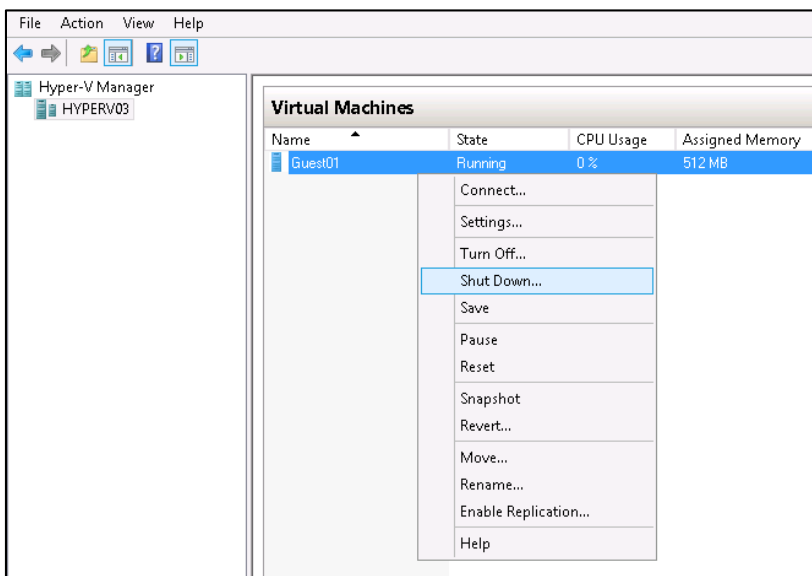 File Action View Help
Hyper-V Manager
HYPERV03
Virtual Machines
Name State CPU Usage Assigned Memory
Guest01 Running 0 % 512 MB
Connect...
Settings...
Turn Off...
Shut Down...
Save
Pause
Reset
Snapshot
Revert...
Move...
Rename...
Enable Replication...
Help